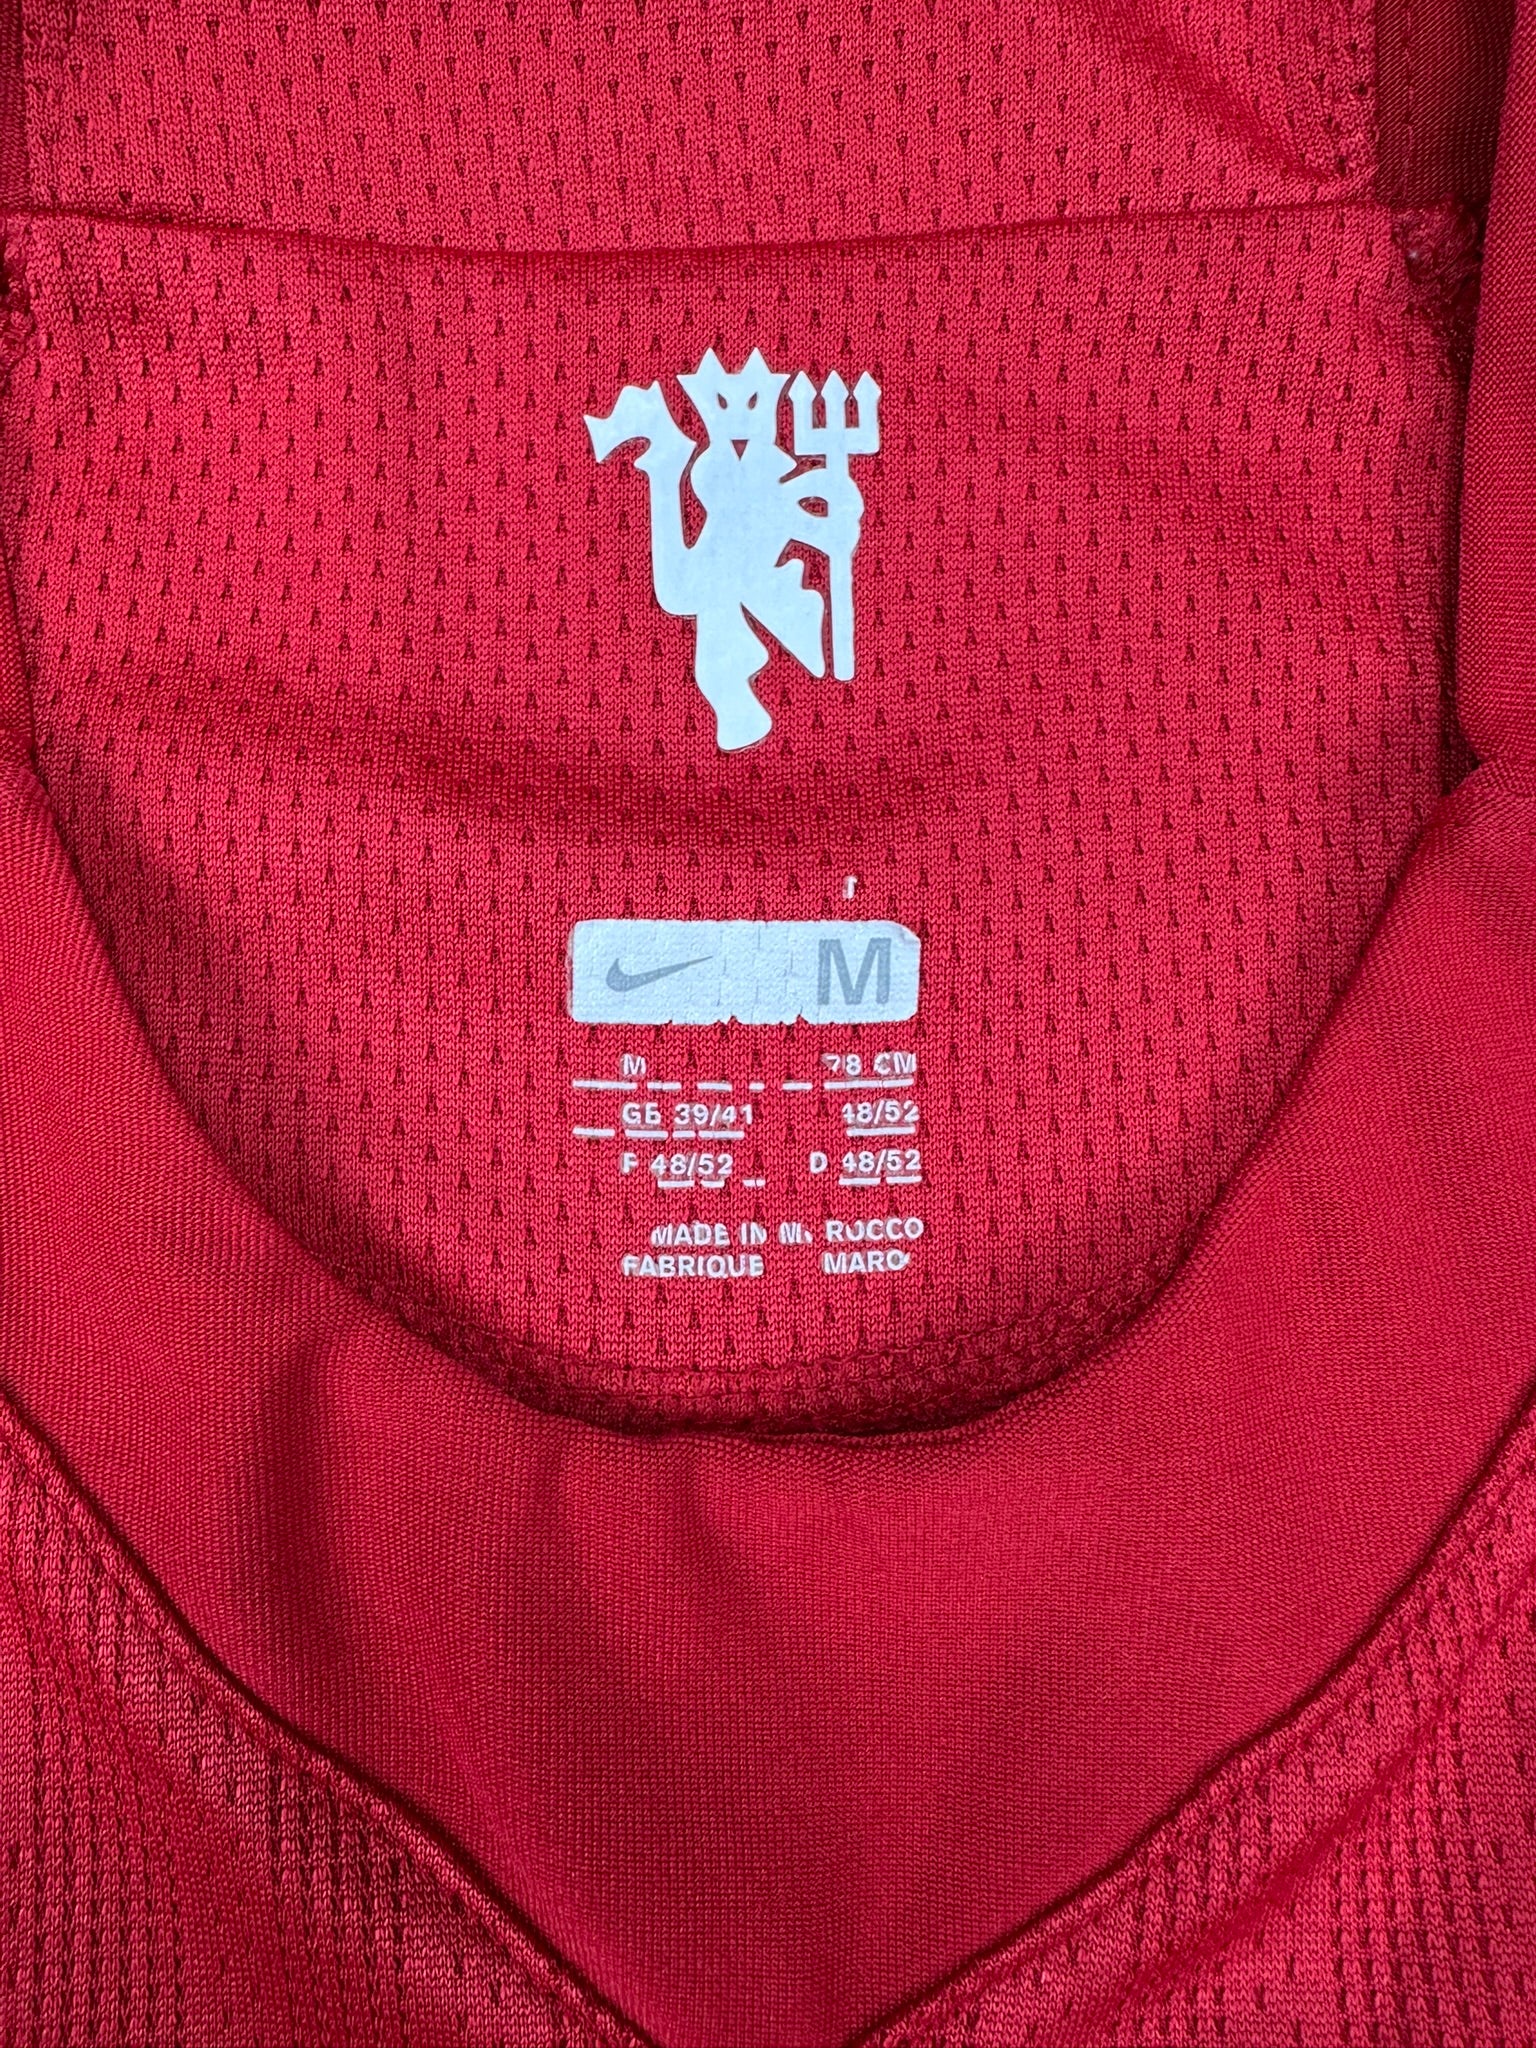 M
M 78 CM
GB 39/41 48/52
F 48/52 D 48/52
MADE IN M ROCCO
FABRIQUE MARO